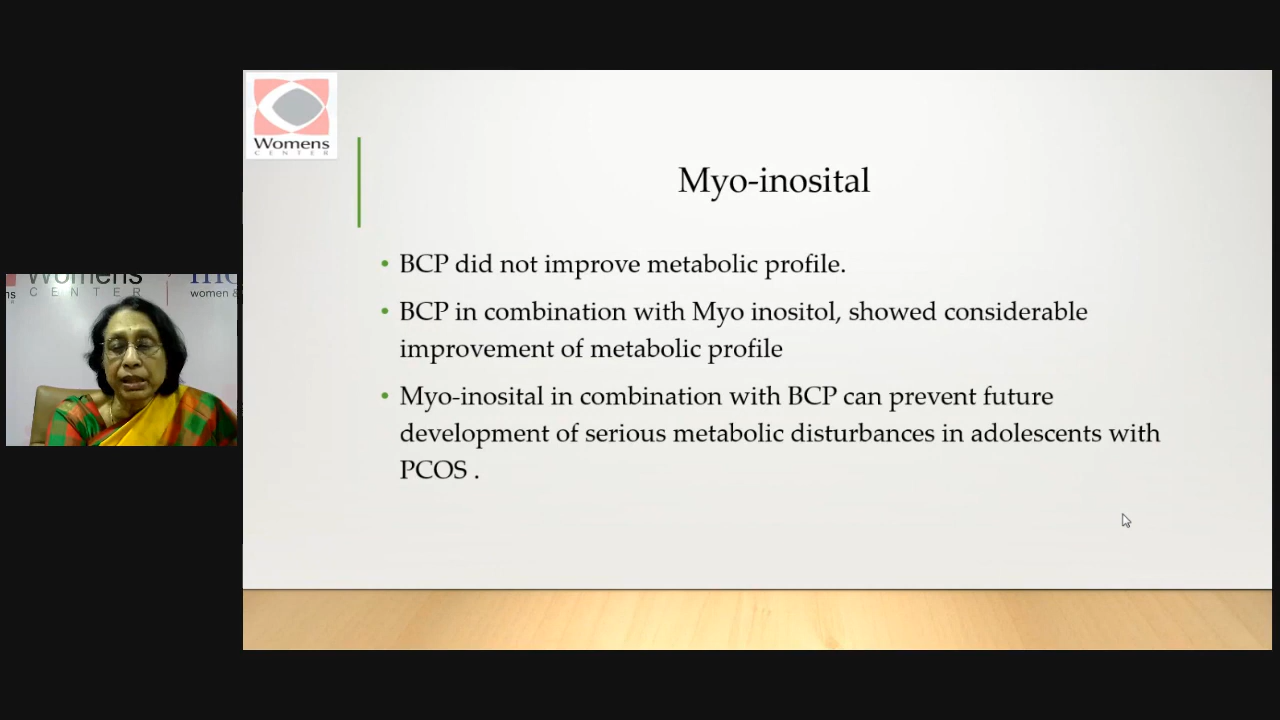 Womens
CENTER
Myo-inosital
• BCP did not improve metabolic profile.
• BCP in combination with Myo inositol, showed considerable
improvement of metabolic profile
• Myo-inosital in combination with BCP can prevent future
development of serious metabolic disturbances in adolescents with
PCOS .
Womens
CENTER
women &